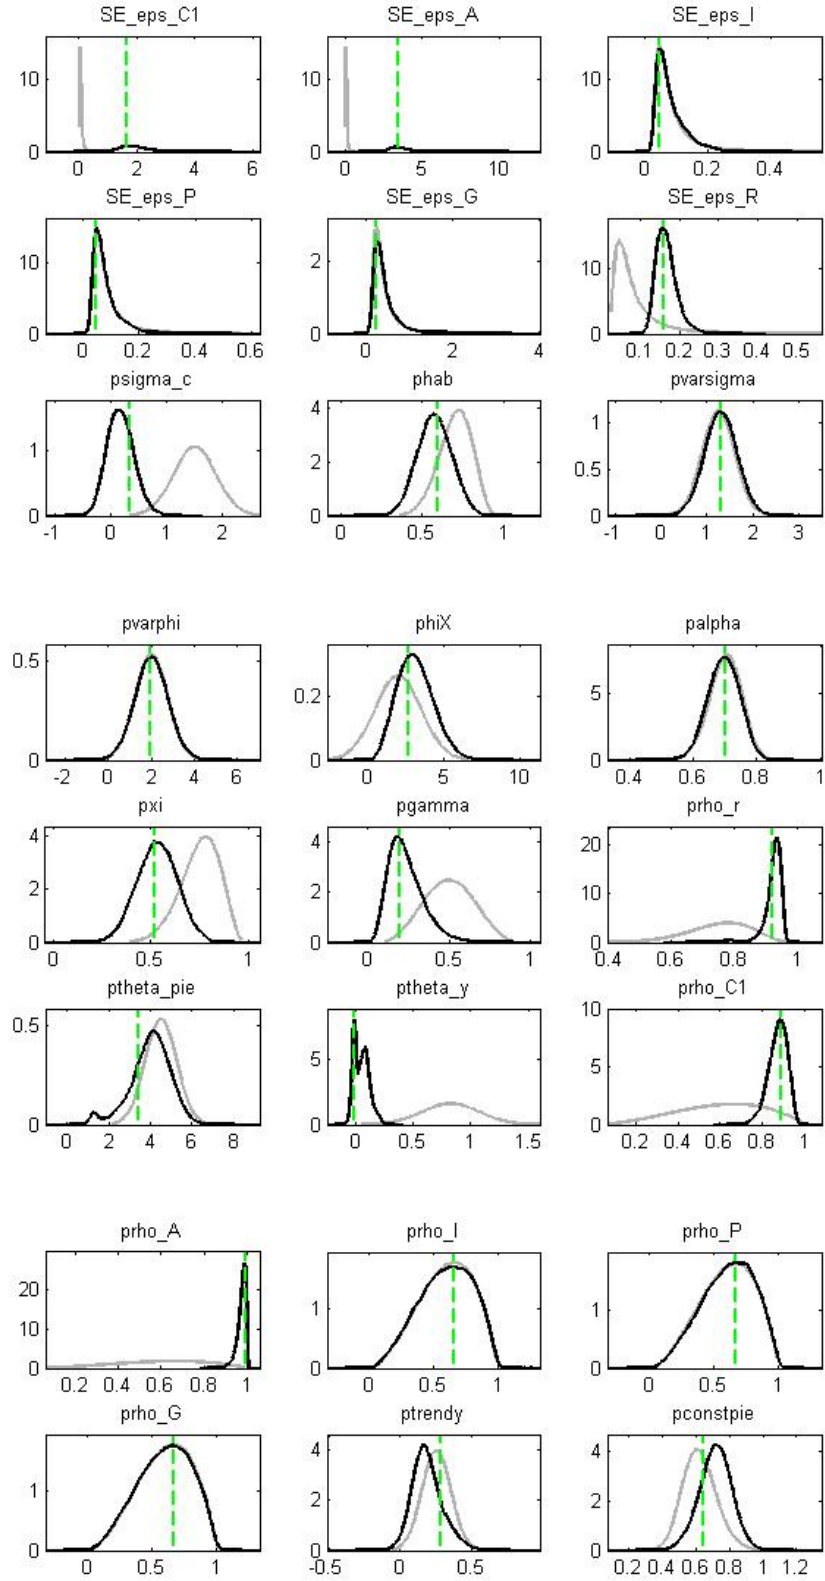 SE_eps_C1 SE_eps_A SE_eps_I
10 10 10
0 0 0
0 2 4 6 0 5 10 0 0.2 0.4
SE_eps_P SE_eps_G SE_eps_R
10 2 10
0 0 0
0 0.2 0.4 0.6 0 2 4 0.1 0.2 0.3 0.4 0.5
psigma_c phab pvarsigma
1 4 2 1 0.5
0 0 0
-1 0 1 2 0 0.5 1 -1 0 1 2 3
pvarphi phiX palpha
0.5 0.2 5
0 0 0
-2 0 2 4 6 0 5 10 0.4 0.6 0.8 1
pxi pgamma prho_r
4 4 20
2 2 10
0 0 0
0 0.5 1 0 0.5 1 0.4 0.6 0.8 1
ptheta_pie ptheta_y prho_C1
0.5 5 10 5
0 0 0
0 2 4 6 8 0 0.5 1 1.5 0.2 0.4 0.6 0.8 1
prho_A prho_I prho_P
20
10 1 1
0 0 0
0.2 0.4 0.6 0.8 1 0 0.5 1 0 0.5 1
prho_G ptrendy pconstpie
1 4 4
2 2
0 0 0
0 0.5 1 -0.5 0 0.5 1 0.2 0.4 0.6 0.8 1 1.2